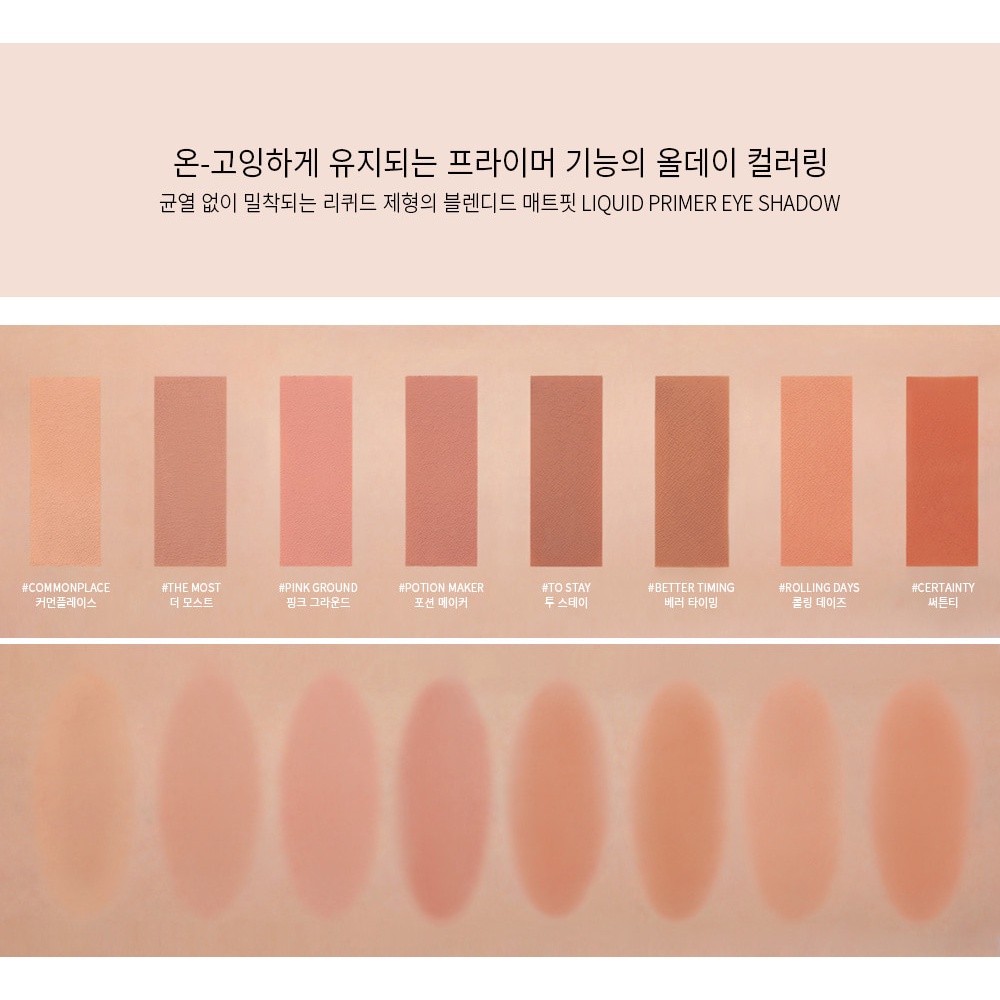 온-고잉하게 유지되는 프라이머 기능의 올데이 컬러링
균열 없이 밀착되는 리퀴드 제형의 블렌디드 매트핏 LIQUID PRIMER EYE SHADOW
#COMMONPLACE
커먼플레이스
#THE MOST
더 모스트
#PINK GROUND
핑크 그라운드
#POTION MAKER
포션 메이커
#TO STAY
투 스테이
#BETTER TIMING
베러 타이밍
#ROLLING DAYS
롤링 데이즈
#CERTAINTY
써튼티